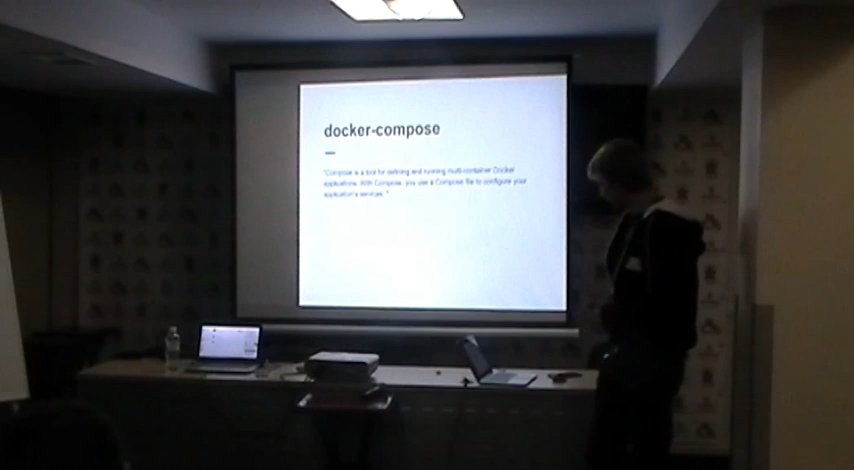 docker-compose
"Compose is a tool for defining and running multi-container Docker
applications. With Compose, you use a Compose file to configure your
application's services. "